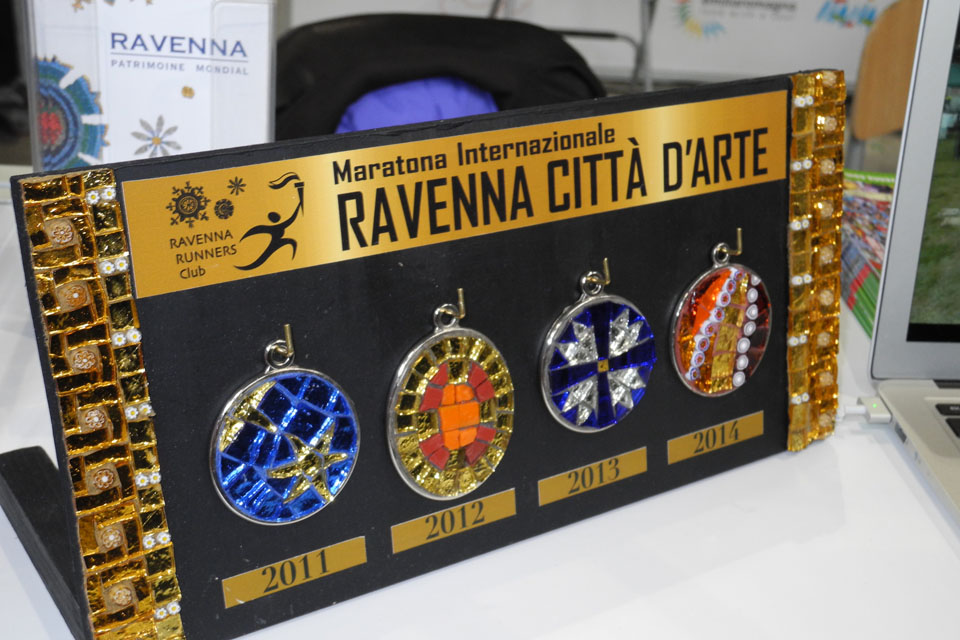 RAVENNA
PATRIMOINE MONDIAL
Maratona Internazionale
RAVENNA CITTÀ D'ARTE
RAVENNA
RUNNERS
Club
2011
2012
2013
2014